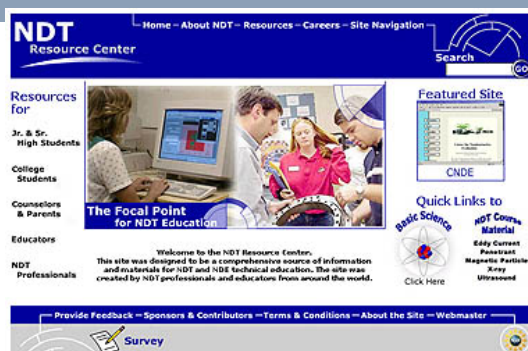 NDT
Resource Center
Home – About NDT – Resources – Careers – Site Navigation
Search
GO
Resources
for
Jr. & Sr.
High Students
College
Students
Counselors
& Parents
Educators
NDT
Professionals
The Focal Point
for NDT Education
Welcome to the NDT Resource Center.
This site was designed to be a comprehensive source of information
and materials for NDT and NDE technical education. The site was
created by NDT professionals and educators from around the world.
Featured Site
CNDE
Quick Links to
Basic Science
Click Here
NDT Course
Material
Eddy Current
Penetrant
Magnetic Particle
X-ray
Ultrasound
Provide Feedback – Sponsors & Contributors – Terms & Conditions – About the Site – Webmaster
Survey